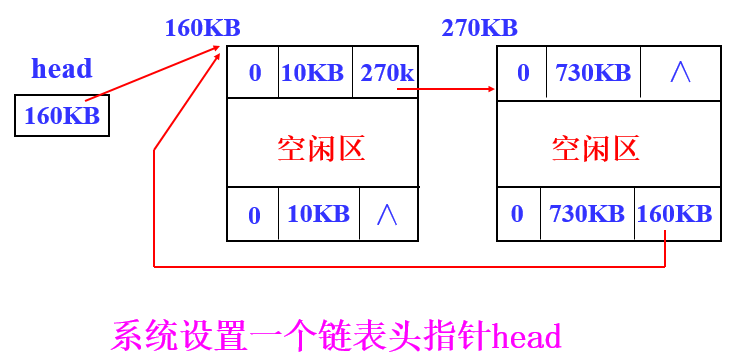 160KB 270KB
head
160KB
0 10KB 270k
0 730KB ∧
空闲区 空闲区
0 10KB ∧
0 730KB 160KB
系统设置一个链表头指针head